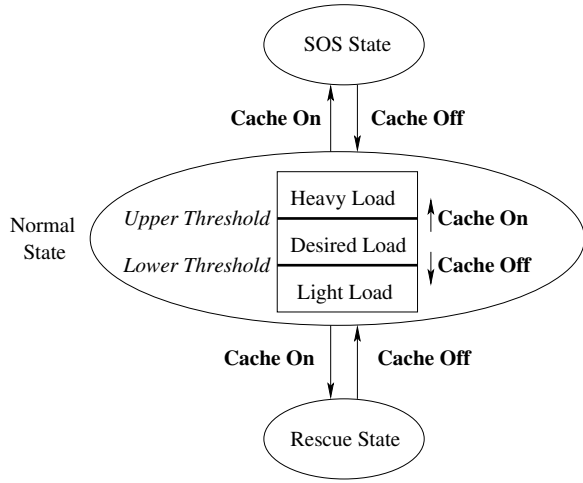 SOS State
Cache On
Cache Off
Normal
State
Upper Threshold
Lower Threshold
Heavy Load
Desired Load
Light Load
Cache On
Cache Off
Cache On
Cache Off
Rescue State